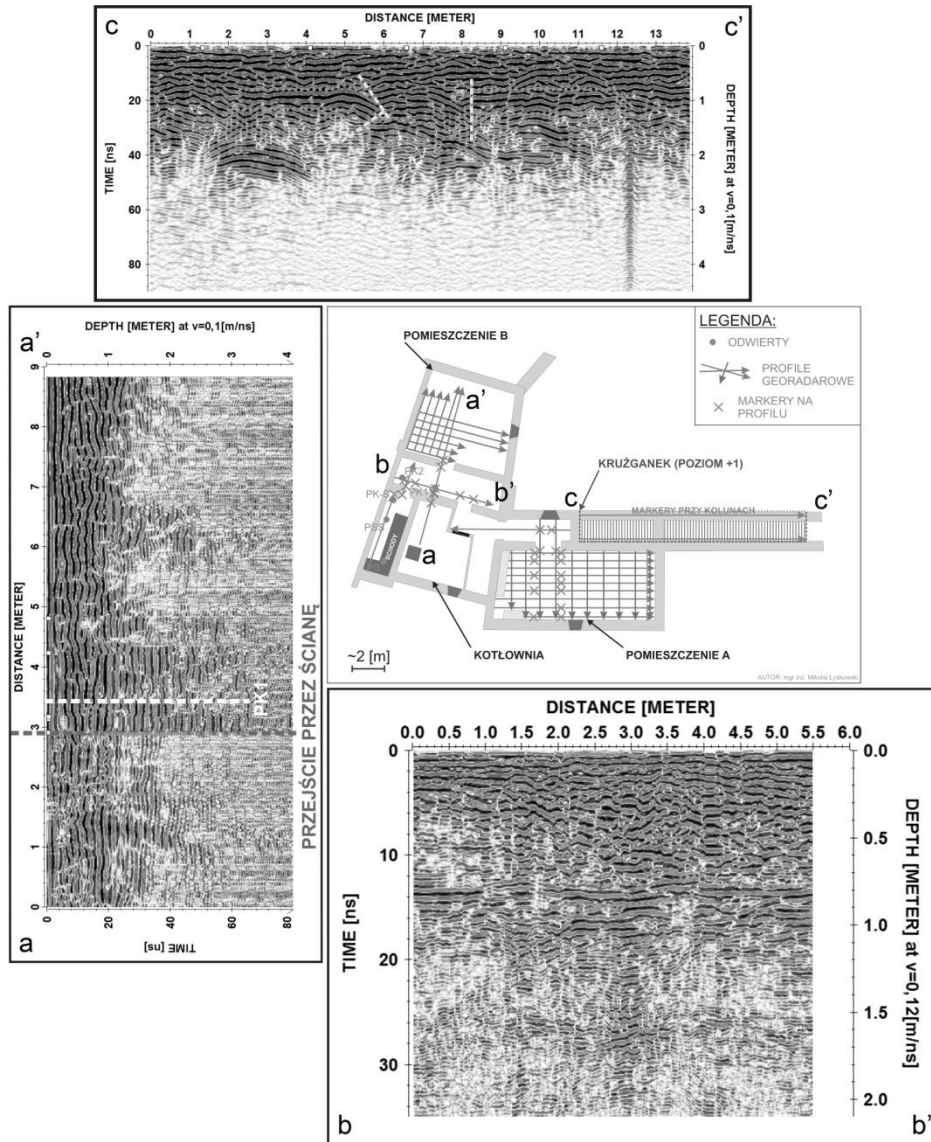 DISTANCE [METER]
c
c'
0 1 2 3 4 5 6 7 8 9 10 11 12 13
0
20
40
60
80
TIME [ns]
0
1
2
3
4
DEPTH [METER] at v=0,1[m/ns]
DEPTH [METER] at v=0,1[m/ns]
a'
0 1 2 3 4
9
8
7
6
5
4
3
2
1
0
DISTANCE [METER]
PK1
PRZEJŚCIE PRZEZ ŚCIANĘ
0 20 40 60 80
TIME [ns]
a
POMIESZCZENIE B
LEGENDA:
ODWIERTY
PROFILE
GEORADAROWE
MARKERY NA
PROFILU
a'
b
PK2
PK1
b'
PSS
SCHODY
a
KRUŻGANEK (POZIOM +1)
c
c'
MARKERY PRZY KOLUNACH
KOTŁOWNIA
POMIESZCZENIE A
~2 [m]
AUTOR: mgr inż. Mikołaj Łyskowski
DISTANCE [METER]
0.0 0.5 1.0 1.5 2.0 2.5 3.0 3.5 4.0 4.5 5.0 5.5 6.0
0
10
20
30
TIME [ns]
0.0
0.5
1.0
1.5
2.0
DEPTH [METER] at v=0,12[m/ns]
b
b'